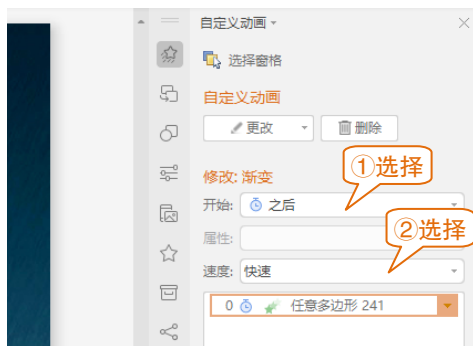 自定义动画
选择窗格
自定义动画
更改 删除
①选择
修改: 渐变
开始: 之后
②选择
属性:
速度: 快速
0 任意多边形 241